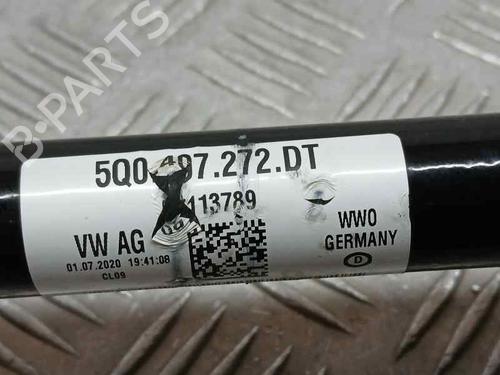 B-PARTS
5Q0.407.272.DT
113789
VW AG
01.07.2020 19:41:08
CL09
WWO
GERMANY
D